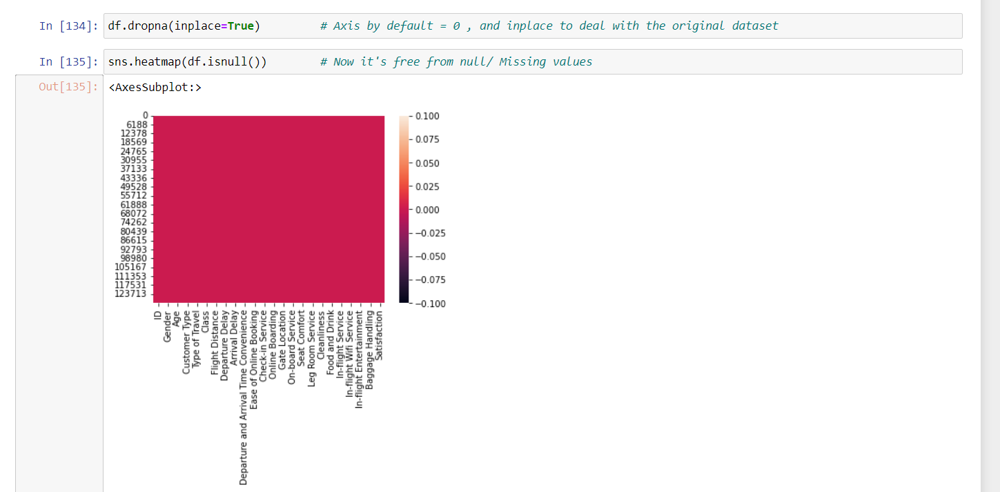 In [134]: df.dropna(inplace=True) # Axis by default = 0 , and inplace to deal with the original dataset
In [135]: sns.heatmap(df.isnull()) # Now it's free from null/ Missing values
Out[135]: <AxesSubplot:>
0
6188
12378
18569
24765
30955
37133
43336
49528
55712
61888
68072
74262
80439
86615
92793
98980
105167
111353
117531
123713
0.100
0.075
0.050
0.025
0.000
−0.025
−0.050
−0.075
−0.100
ID
Gender
Age
Customer Type
Type of Travel
Class
Flight Distance
Departure Delay
Arrival Delay
Departure and Arrival Time Convenience
Ease of Online Booking
Check-in Service
Online Boarding
Gate Location
On-board Service
Seat Comfort
Leg Room Service
Cleanliness
Food and Drink
In-flight Service
In-flight Wifi Service
In-flight Entertainment
Baggage Handling
Satisfaction